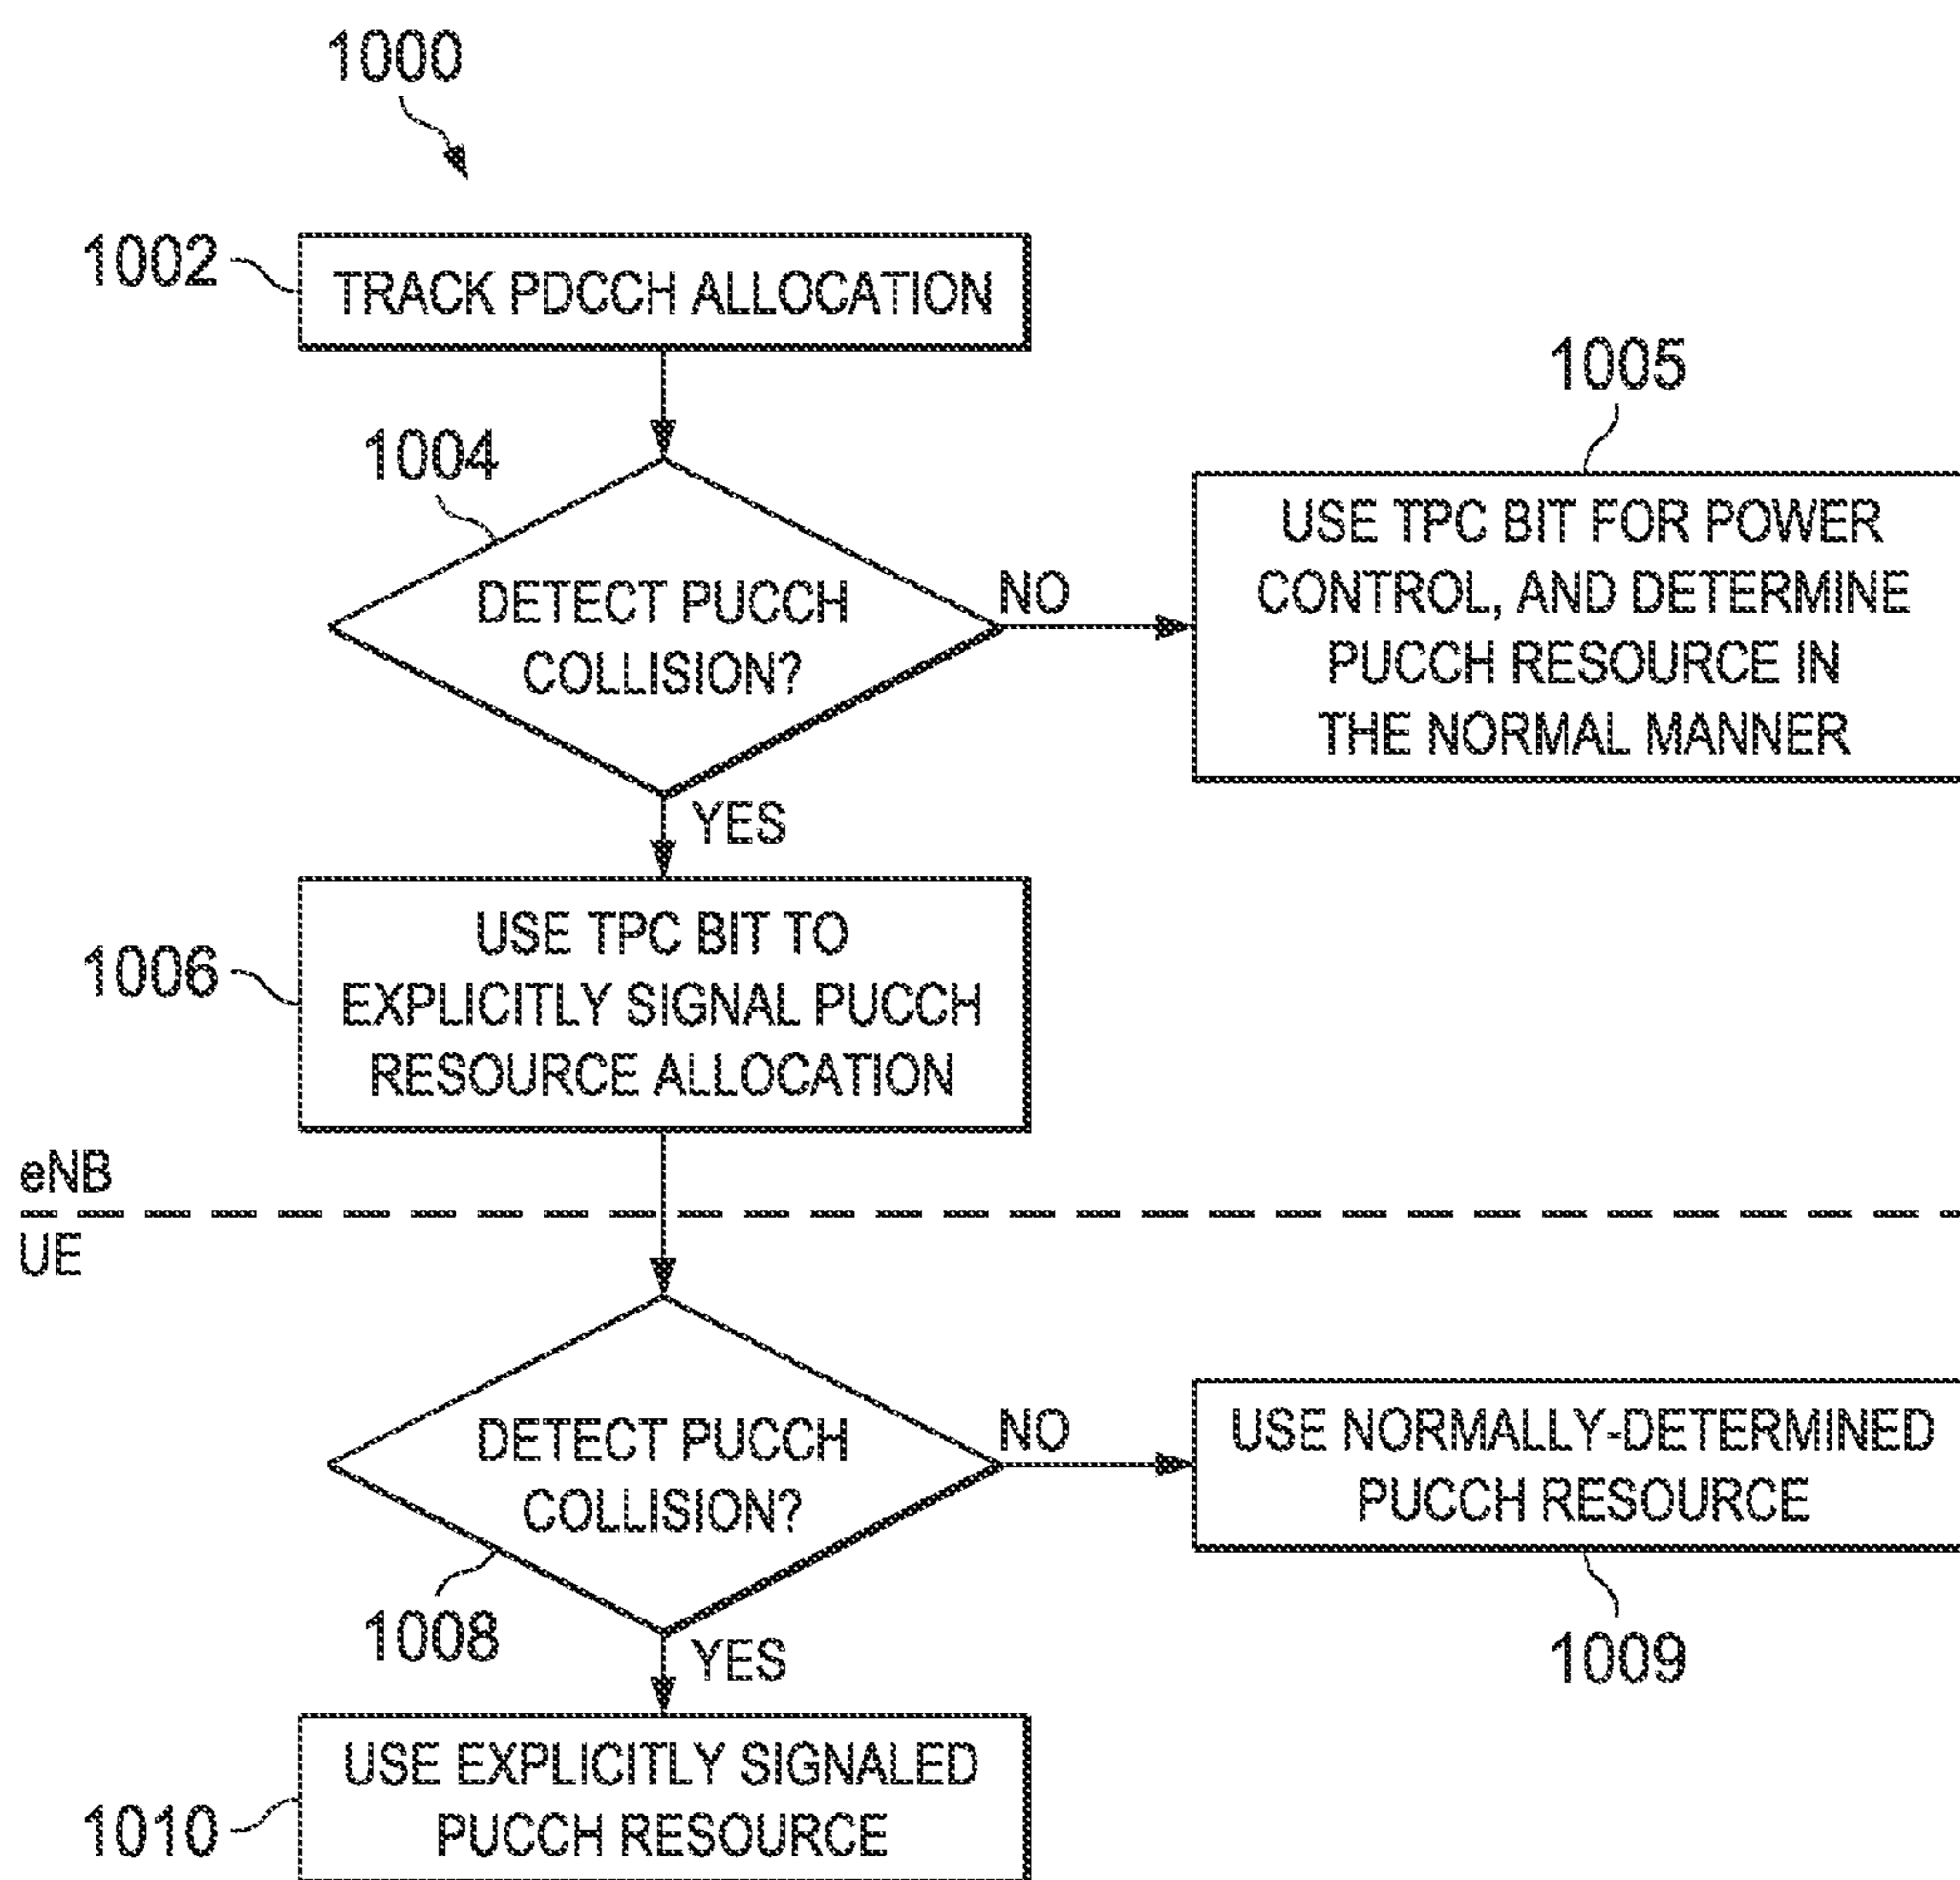 1000
1002
TRACK PDCCH ALLOCATION
1004
DETECT PUCCH
COLLISION?
NO
1005
USE TPC BIT FOR POWER
CONTROL, AND DETERMINE
PUCCH RESOURCE IN
THE NORMAL MANNER
YES
1006
USE TPC BIT TO
EXPLICITLY SIGNAL PUCCH
RESOURCE ALLOCATION
eNB
UE
DETECT PUCCH
COLLISION?
1008
NO
USE NORMALLY-DETERMINED
PUCCH RESOURCE
1009
YES
1010
USE EXPLICITLY SIGNALED
PUCCH RESOURCE